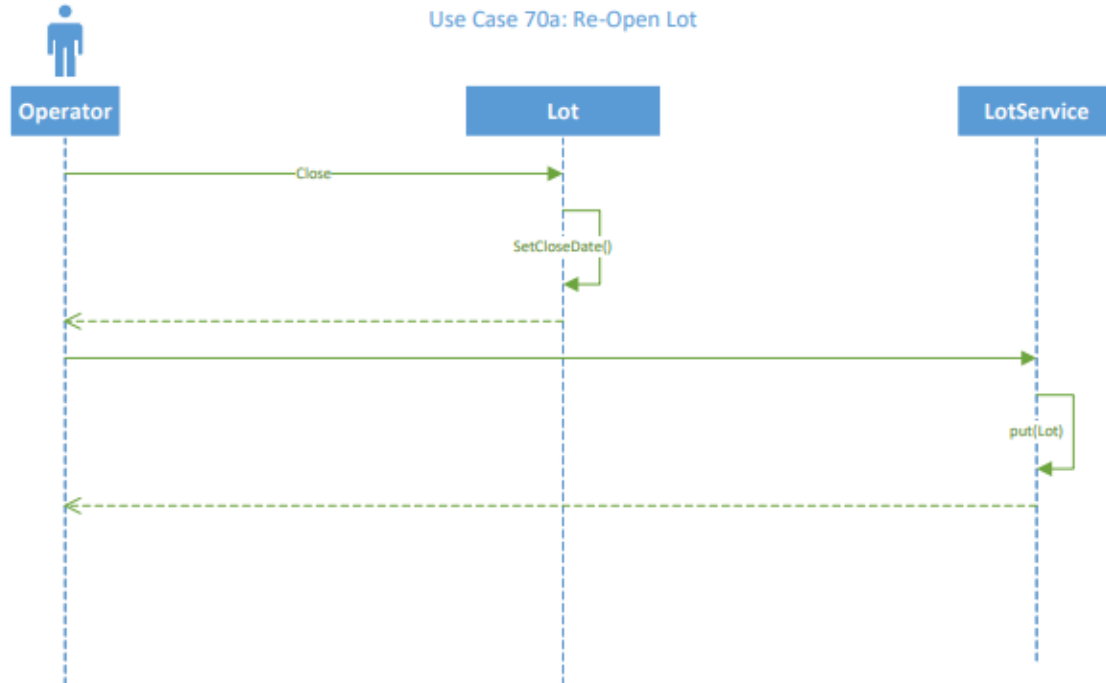 Use Case 70a: Re-Open Lot
Operator
Lot
LotService
Close
SetCloseDate()
put(Lot)